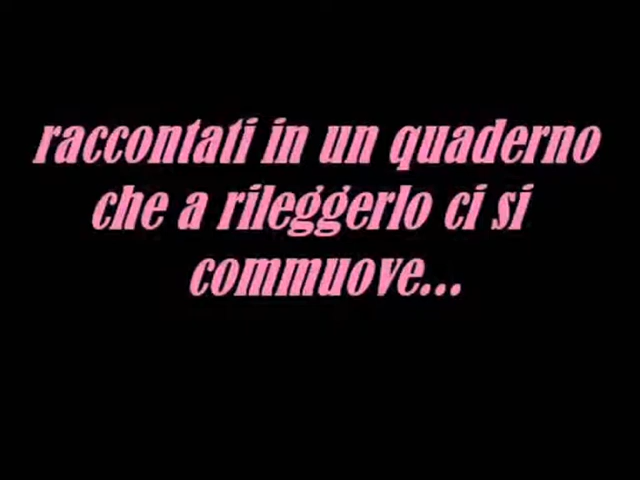 raccontati in un quaderno
che a rileggerlo ci si
commuove...